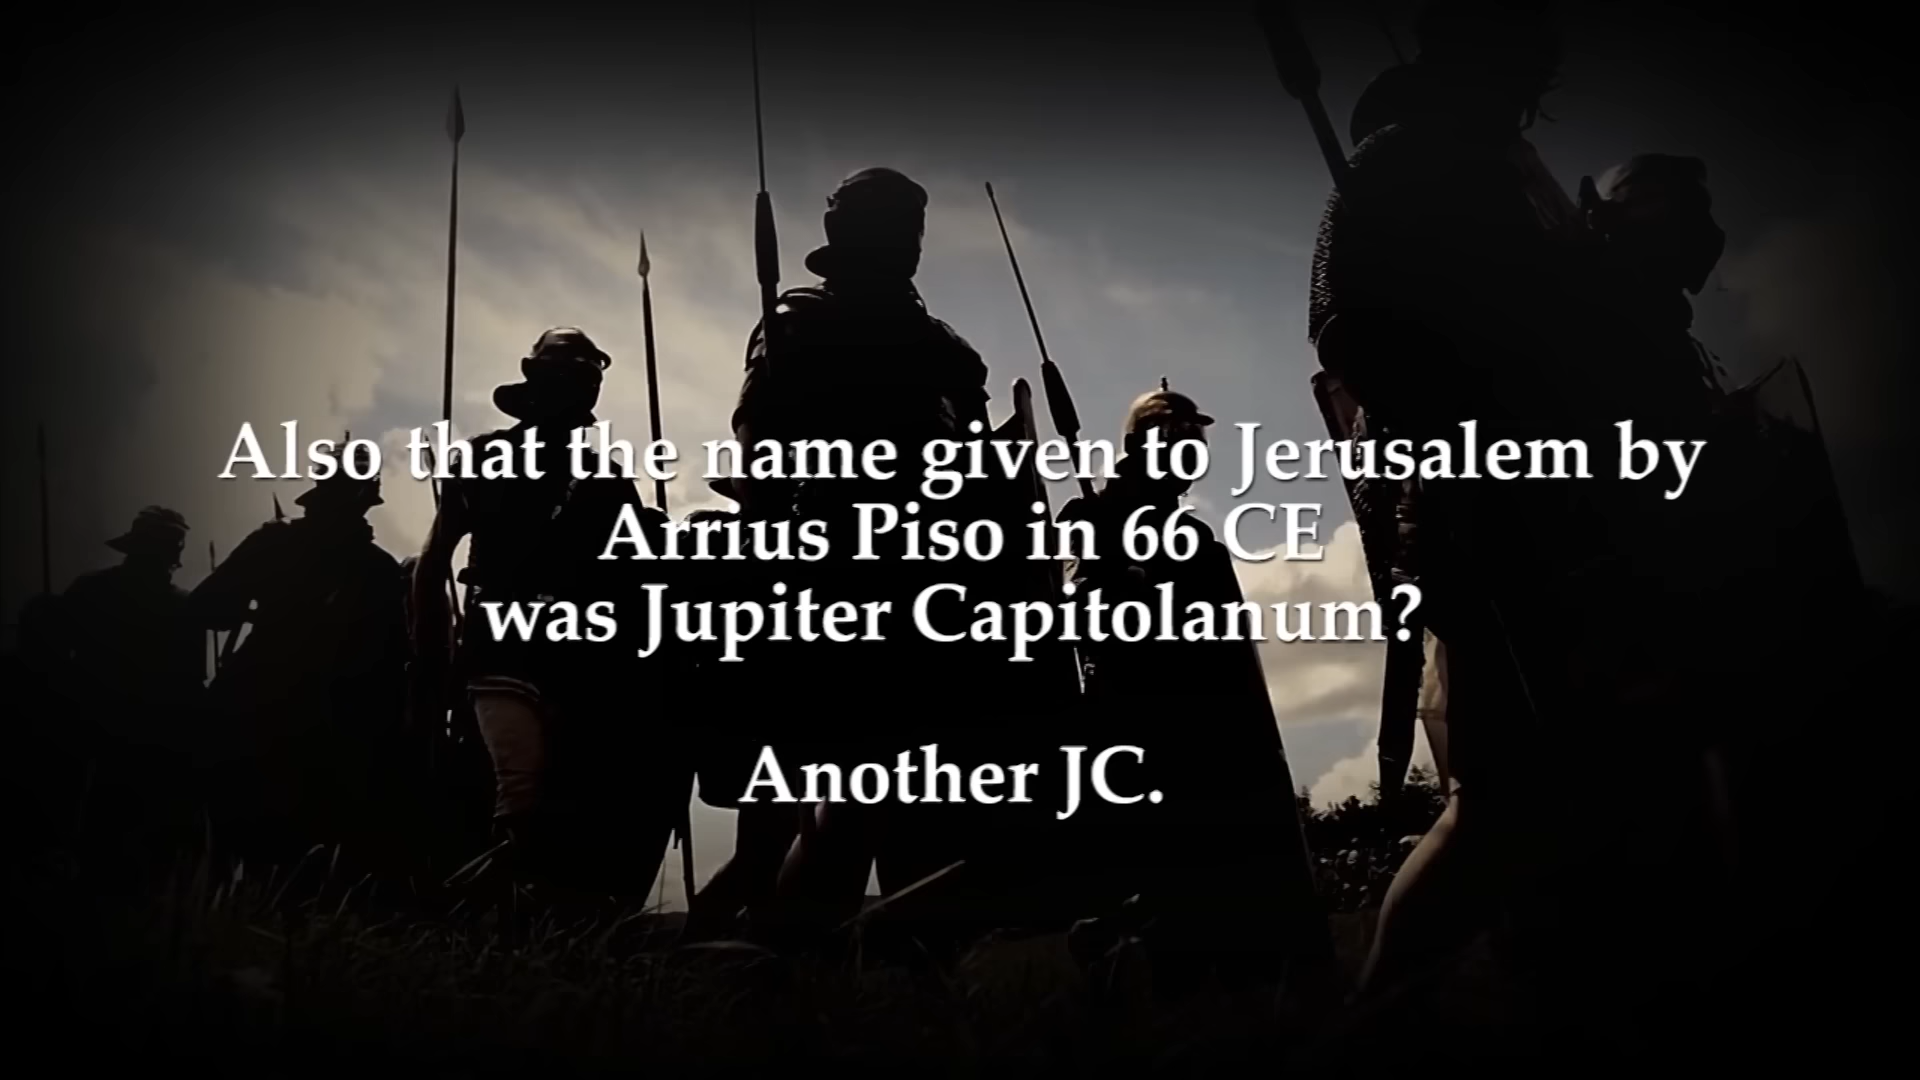 Also that the name given to Jerusalem by
Arrius Piso in 66 CE
was Jupiter Capitolanum?
Another JC.